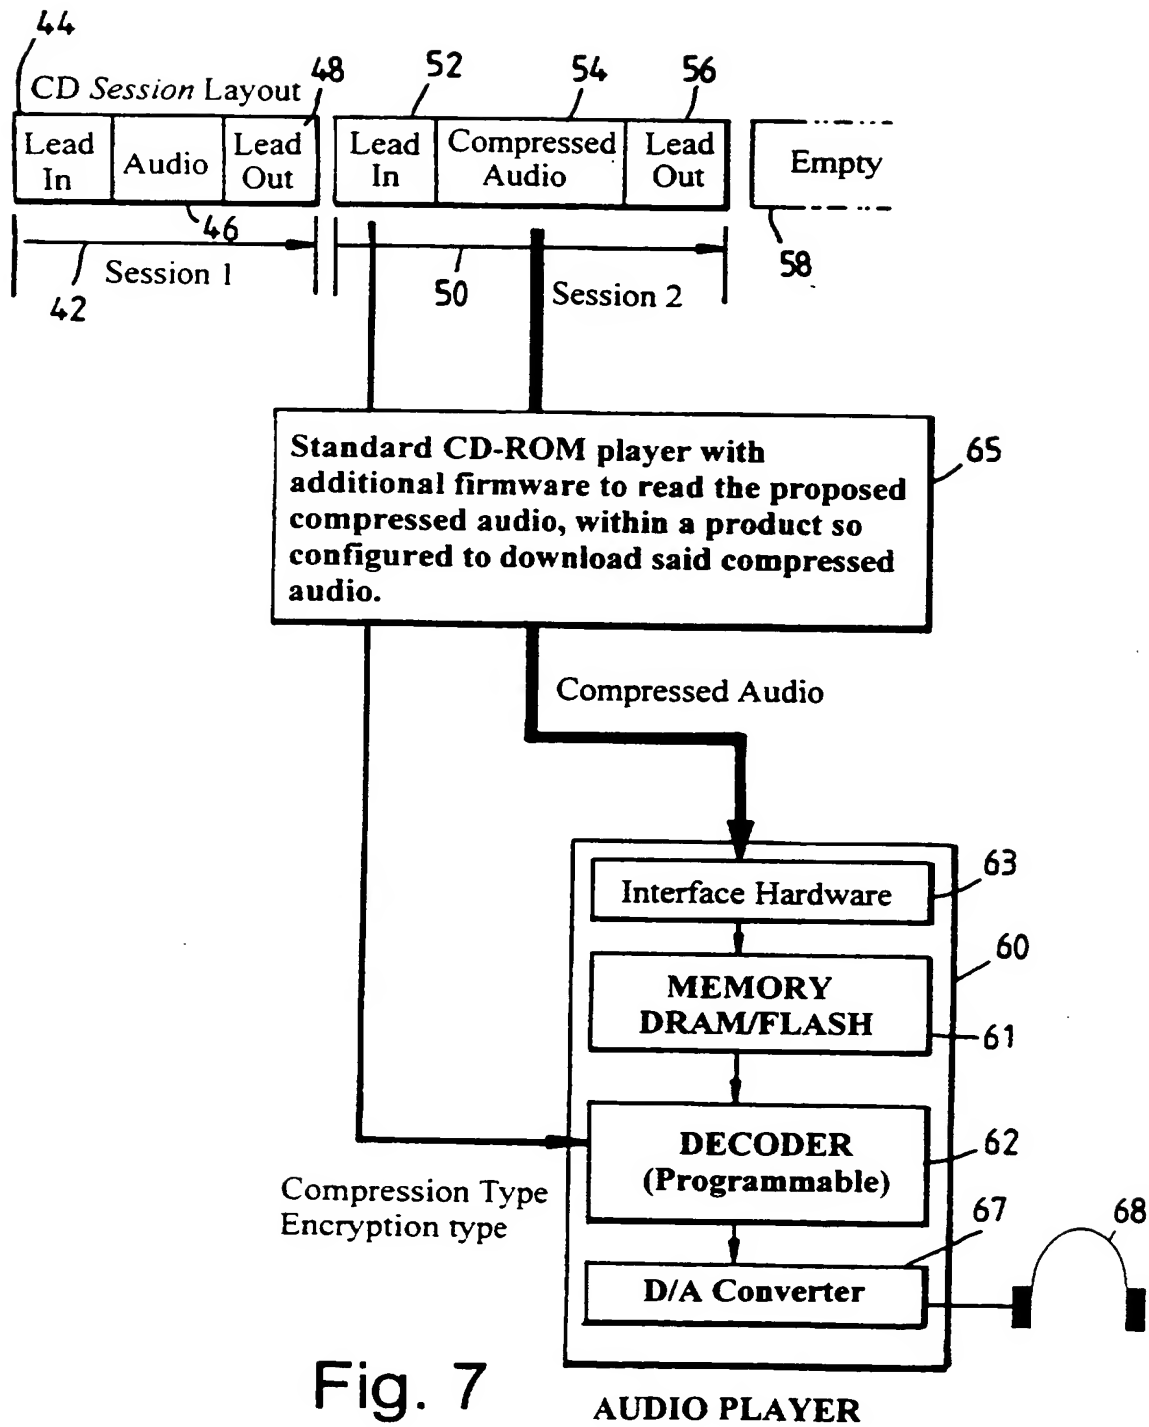 44
CD Session Layout
48
52
54
56
Lead In
Audio
Lead Out
Lead In
Compressed Audio
Lead Out
Empty
46
58
Session 1
42
50
Session 2
Standard CD-ROM player with
additional firmware to read the proposed
compressed audio, within a product so
configured to download said compressed
audio.
65
Compressed Audio
Interface Hardware
63
60
MEMORY
DRAM/FLASH
61
DECODER
(Programmable)
62
Compression Type
Encryption type
67
68
D/A Converter
Fig. 7
AUDIO PLAYER